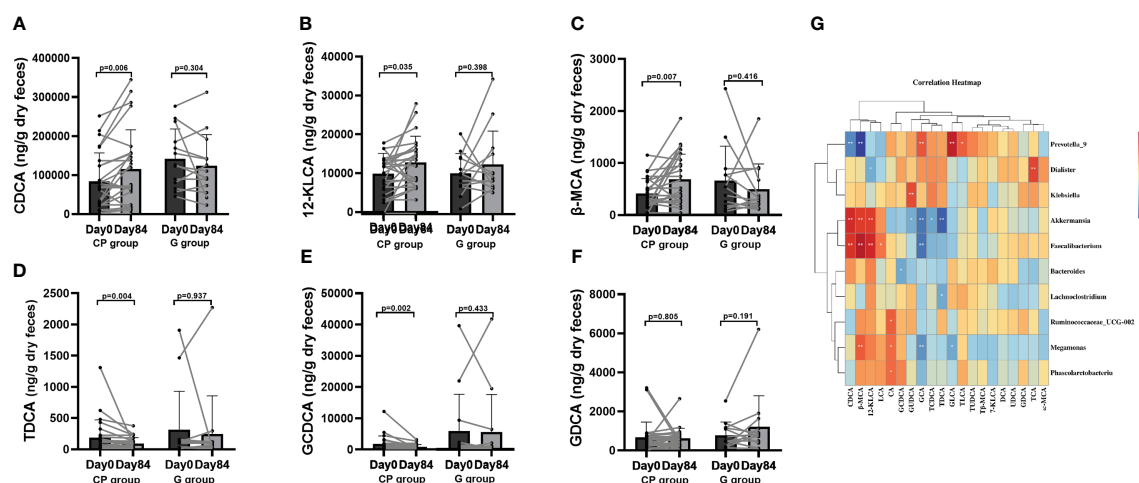 A
CDCA (ng/g dry feces)
400000
300000
200000
100000
0
p=0.006
p=0.304
Day0 Day84
CP group
Day0 Day84
G group
B
12-KLCA (ng/g dry feces)
40000
30000
20000
10000
0
p=0.035
p=0.398
Day0 Day84
CP group
Day0 Day84
G group
C
β-MCA (ng/g dry feces)
3000
2000
1000
0
p=0.007
p=0.416
Day0 Day84
CP group
Day0 Day84
G group
D
TDCA (ng/g dry feces)
2500
2000
1500
1000
500
0
p=0.004
p=0.937
Day0 Day84
CP group
Day0 Day84
G group
E
GCDCA (ng/g dry feces)
50000
40000
30000
20000
10000
0
p=0.002
p=0.433
Day0 Day84
CP group
Day0 Day84
G group
F
GDCA (ng/g dry feces)
8000
6000
4000
2000
0
p=0.805
p=0.191
Day0 Day84
CP group
Day0 Day84
G group
G
Correlation Heatmap
Prevotella_9
Dialister
Klebsiella
Akkermansia
Faecalibacterium
Bacteroides
Lachnoclostridium
Ruminococcaceae_UCG-002
Megamonas
Phascolarctobacteriu
CDCA
β-MCA
12-KLCA
LCA
CA
GCDCA
GUDCA
GCA
TCDCA
TDCA
GLCA
TLCA
TUDCA
Tβ-MCA
7-KLCA
DCA
UDCA
GDCA
TCA